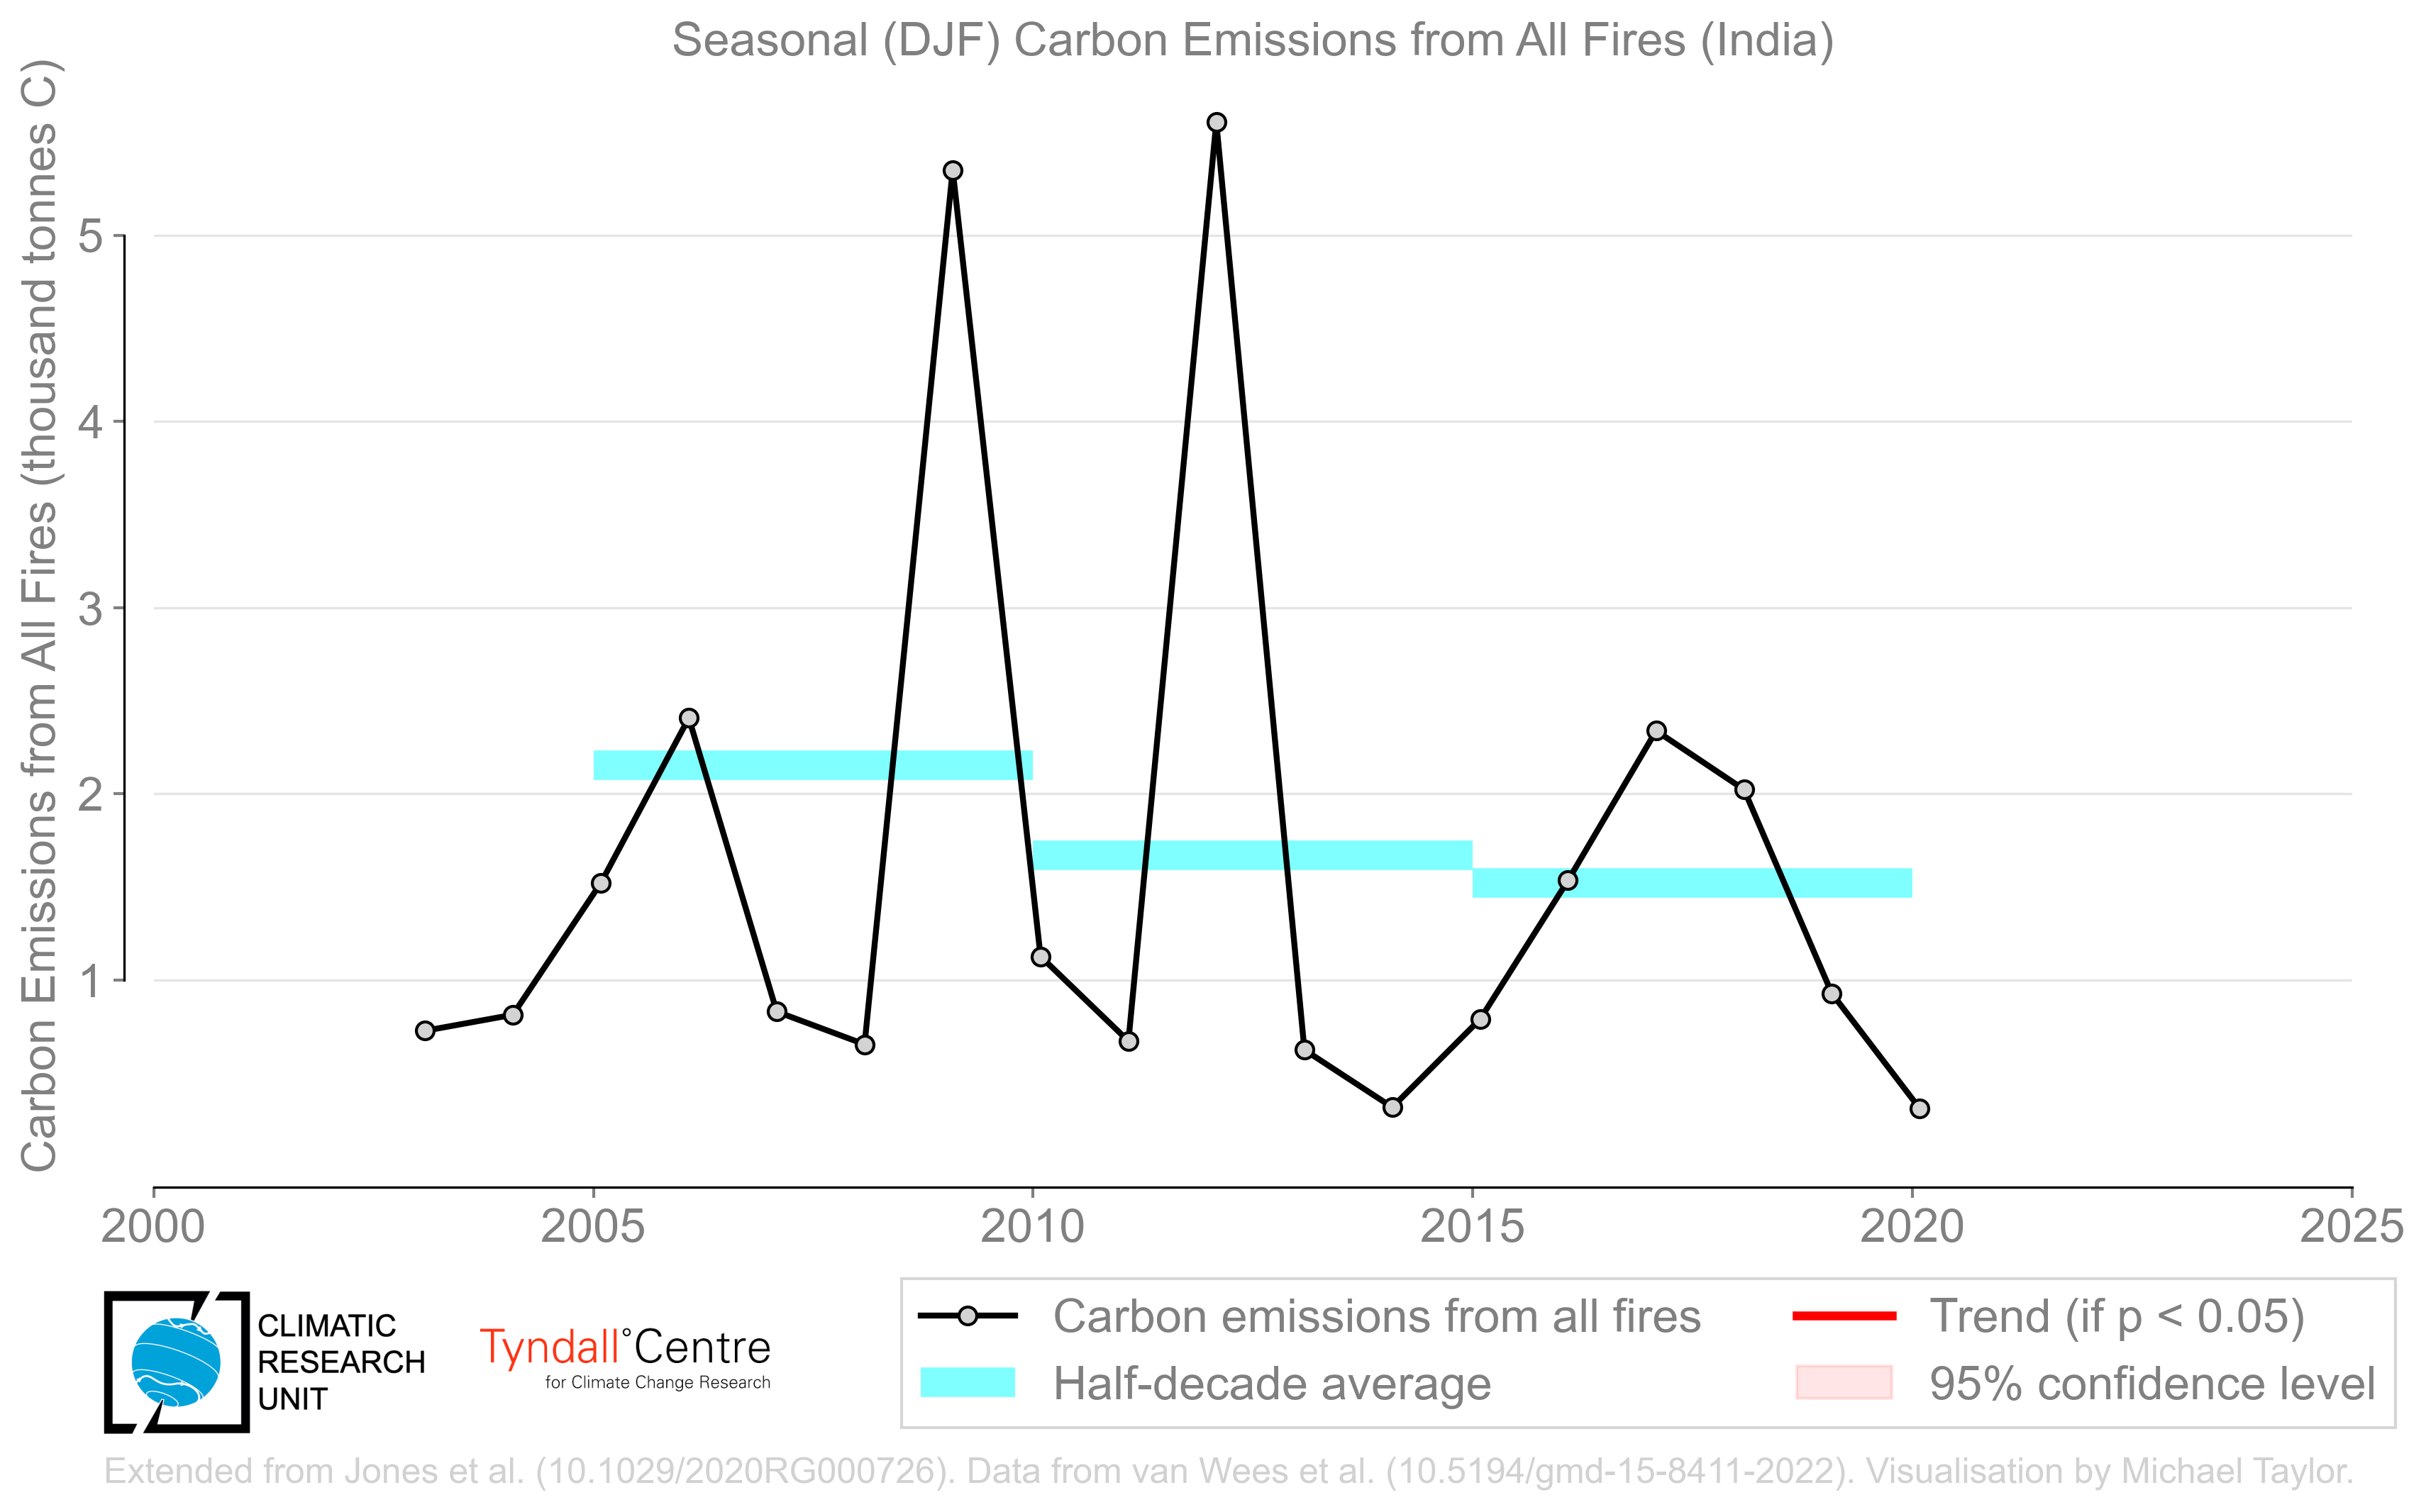 Seasonal (DJF) Carbon Emissions from All Fires (India)
Carbon Emissions from All Fires (thousand tonnes C)
5
4
3
2
1
2000 2005 2010 2015 2020 2025
CLIMATIC
RESEARCH
UNIT
Tyndall°Centre
for Climate Change Research
Carbon emissions from all fires
Half-decade average
Trend (if p < 0.05)
95% confidence level
Extended from Jones et al. (10.1029/2020RG000726). Data from van Wees et al. (10.5194/gmd-15-8411-2022). Visualisation by Michael Taylor.